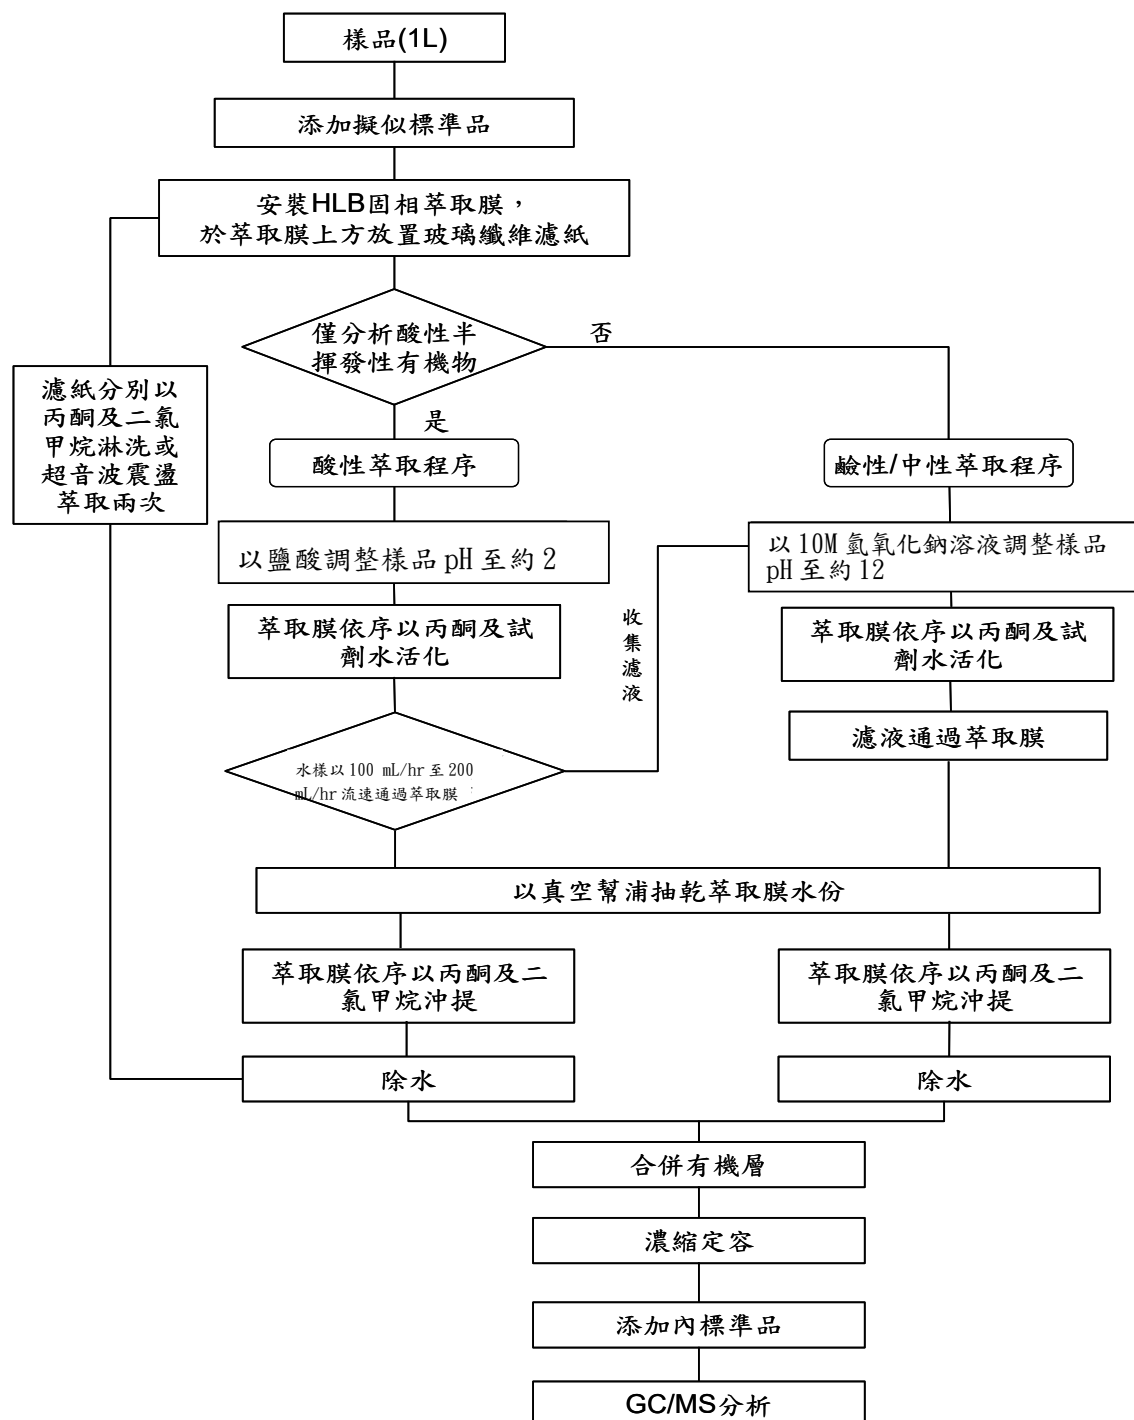 樣品(1L)
添加擬似標準品
安裝HLB固相萃取膜，
於萃取膜上方放置玻璃纖維濾紙
僅分析酸性半
揮發性有機物
否
是
濾紙分別以
丙酮及二氯
甲烷淋洗或
超音波震盪
萃取兩次
酸性萃取程序
鹼性/中性萃取程序
以鹽酸調整樣品 pH 至約 2
以 10M 氫氧化鈉溶液調整樣品
pH 至約 12
萃取膜依序以丙酮及試
劑水活化
收
集
濾
液
萃取膜依序以丙酮及試
劑水活化
濾液通過萃取膜
水樣以 100 mL/hr 至 200
mL/hr 流速通過萃取膜
以真空幫浦抽乾萃取膜水份
萃取膜依序以丙酮及二
氯甲烷沖提
萃取膜依序以丙酮及二
氯甲烷沖提
除水
除水
合併有機層
濃縮定容
添加內標準品
GC/MS分析